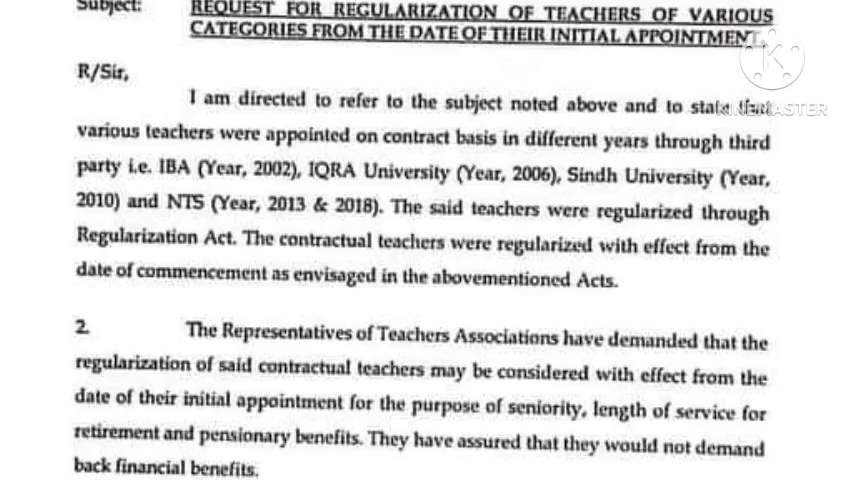 Subject: REQUEST FOR REGULARIZATION OF TEACHERS OF VARIOUS
CATEGORIES FROM THE DATE OF THEIR INITIAL APPOINTMENT.
K
KINEMASTER
R/Sir,
I am directed to refer to the subject noted above and to state that
various teachers were appointed on contract basis in different years through third
party i.e. IBA (Year, 2002), IQRA University (Year, 2006), Sindh University (Year,
2010) and NTS (Year, 2013 & 2018). The said teachers were regularized through
Regularization Act. The contractual teachers were regularized with effect from the
date of commencement as envisaged in the abovementioned Acts.
2. The Representatives of Teachers Associations have demanded that the
regularization of said contractual teachers may be considered with effect from the
date of their initial appointment for the purpose of seniority, length of service for
retirement and pensionary benefits. They have assured that they would not demand
back financial benefits.